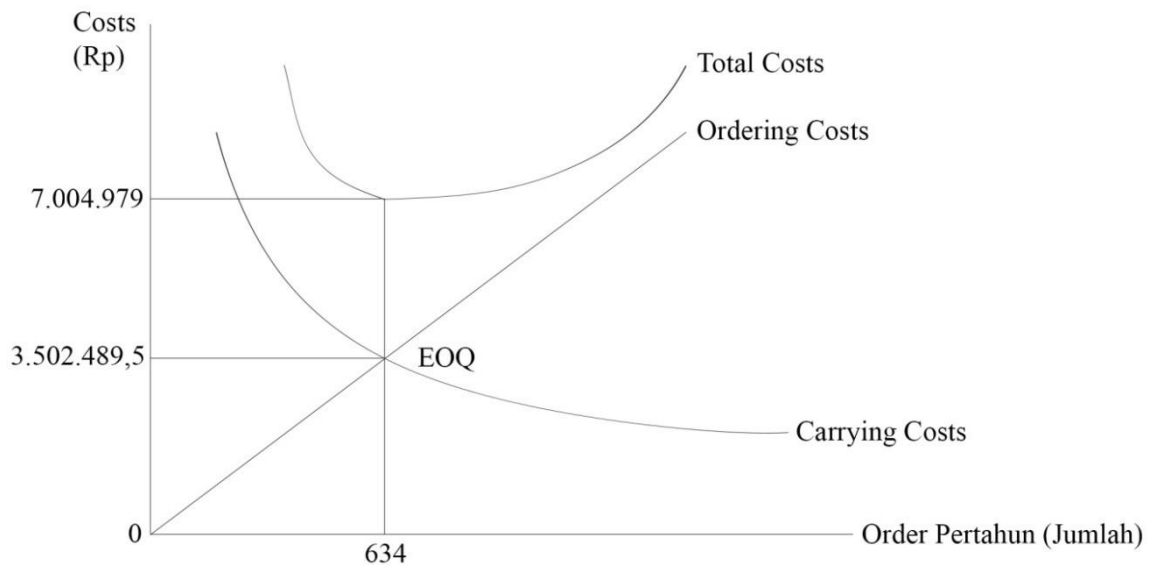 Costs
(Rp)
Total Costs
Ordering Costs
7.004.979
3.502.489,5
EOQ
Carrying Costs
0
Order Pertahun (Jumlah)
634